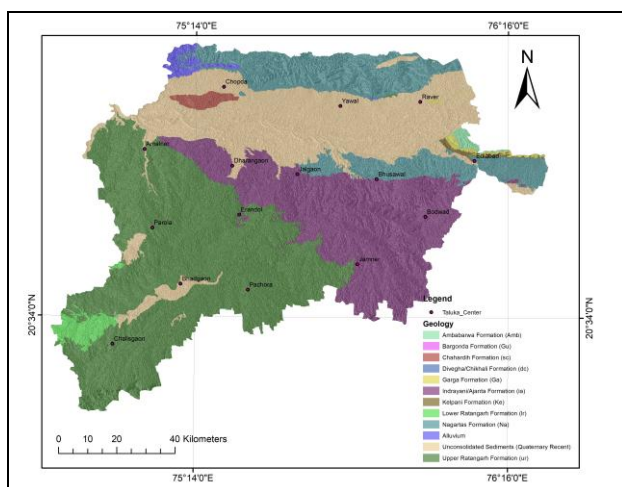 75°14'0"E
76°16'0"E
N
Chopda
Raver
Yawal
Amalner
Dharangaon
Edlabad
Jalgaon
Bhusawal
Erandol
Bodwad
Parola
Jamner
Bhadgaon
Pachora
Chalisgaon
20°34'0"N
20°34'0"N
Legend
Taluka_Center
Geology
Ambabarwa Formation (Amb)
Bargonda Formation (Gu)
Chahardih Formation (sc)
Divegha/Chikhali Formation (dc)
Garga Formation (Ga)
Indrayani/Ajanta Formation (ia)
Kelpani Formation (Ke)
Lower Ratangarh Formation (lr)
Nagartas Formation (Na)
Alluvium
Unconsolidated Sediments (Quaternary Recent)
Upper Ratangarh Formation (ur)
0 10 20 40 Kilometers
75°14'0"E
76°16'0"E